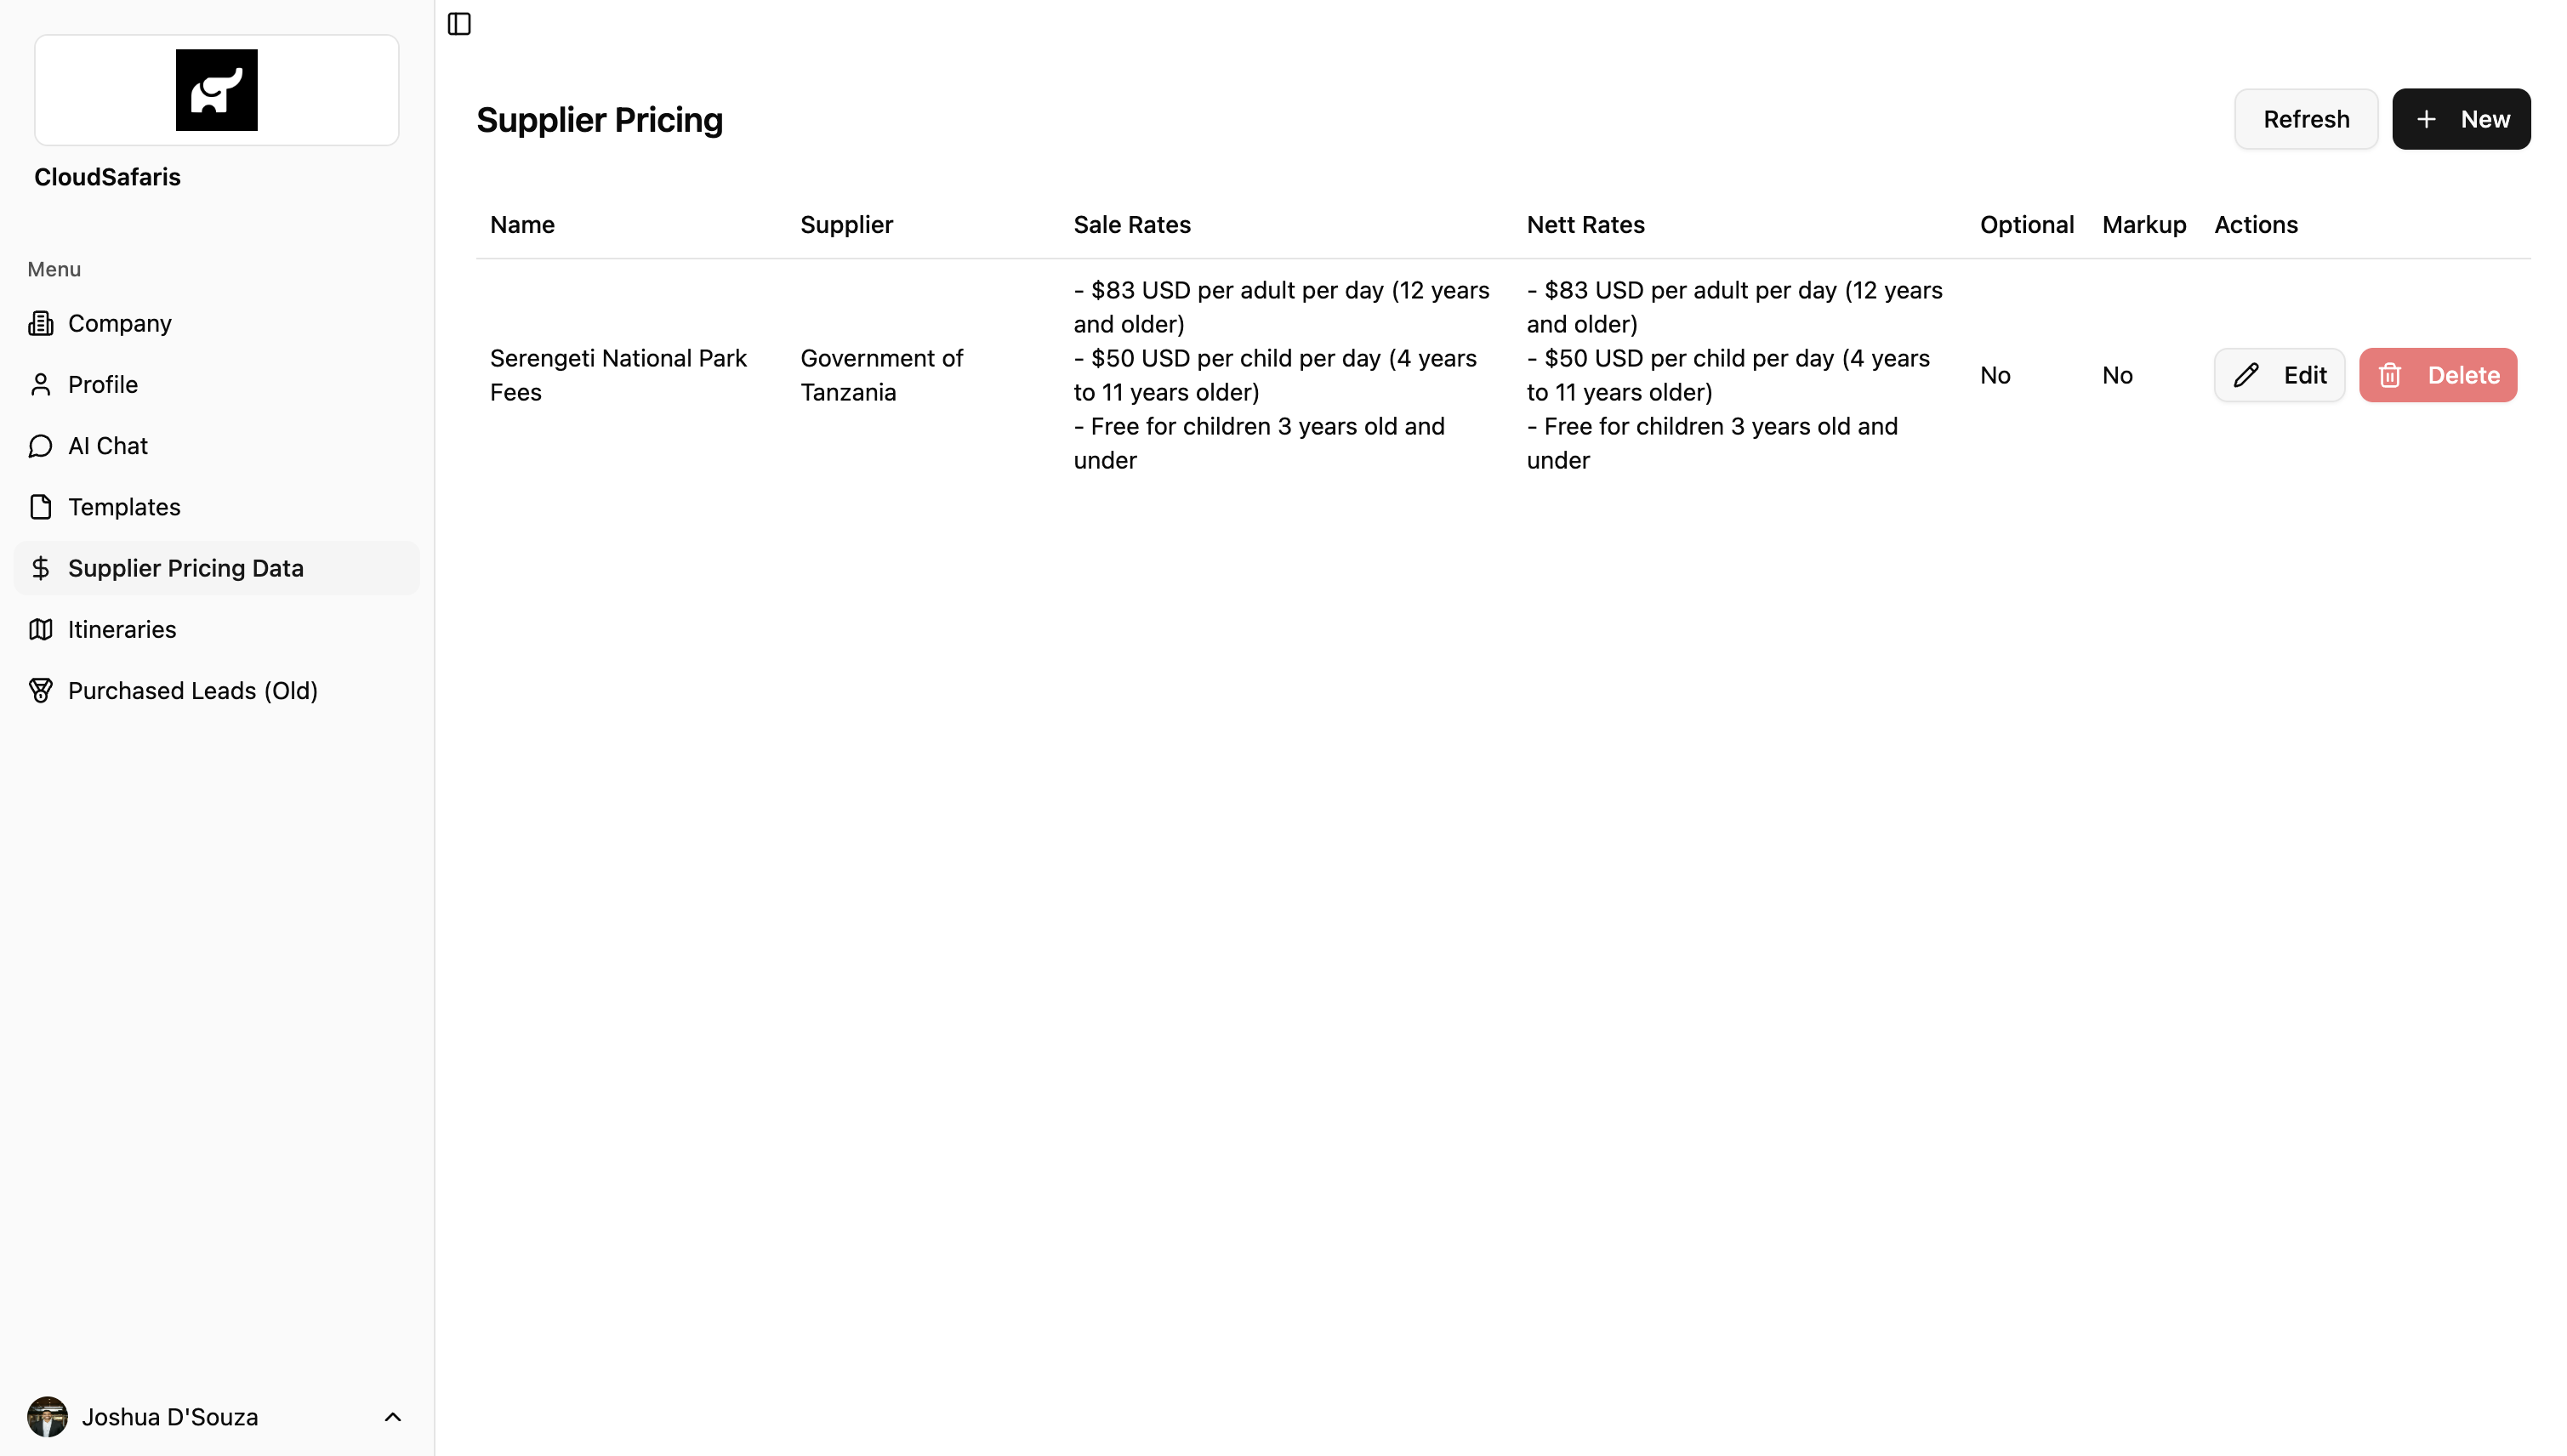 CloudSafaris
Menu
Company
Profile
AI Chat
Templates
Supplier Pricing Data
Itineraries
Purchased Leads (Old)
Joshua D'Souza
Supplier Pricing
Refresh
New
Name
Supplier
Sale Rates
Nett Rates
Optional
Markup
Actions
Serengeti National Park
Fees
Government of
Tanzania
- $83 USD per adult per day (12 years
and older)
- $50 USD per child per day (4 years
to 11 years older)
- Free for children 3 years old and
under
- $83 USD per adult per day (12 years
and older)
- $50 USD per child per day (4 years
to 11 years older)
- Free for children 3 years old and
under
No
No
Edit
Delete